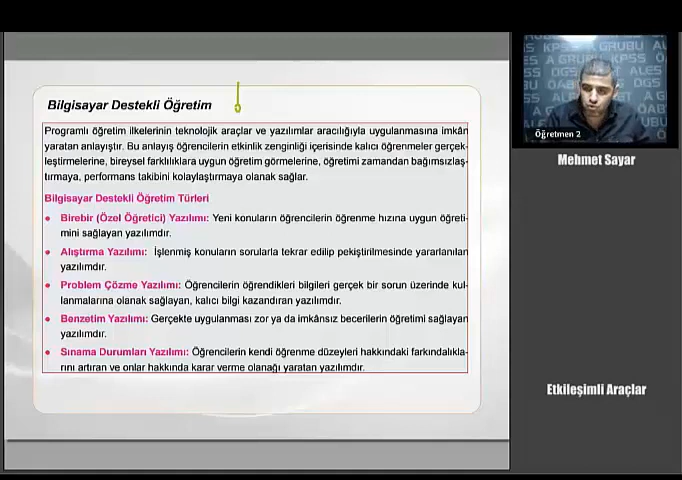 Bilgisayar Destekli Öğretim
Programlı öğretim ilkelerinin teknolojik araçlar ve yazılımlar aracılığıyla uygulanmasına imkân
yaratan anlayıştır. Bu anlayış öğrencilerin etkinlik zenginliği içerisinde kalıcı öğrenmeler gerçek-
leştirmelerine, bireysel farklılıklara uygun öğretim görmelerine, öğretimi zamandan bağımsızlaş-
tırmaya, performans takibini kolaylaştırmaya olanak sağlar.
Bilgisayar Destekli Öğretim Türleri
• Birebir (Özel Öğretici) Yazılımı: Yeni konuların öğrencilerin öğrenme hızına uygun öğreti-
mini sağlayan yazılımdır.
• Alıştırma Yazılımı: İşlenmiş konuların sorularla tekrar edilip pekiştirilmesinde yararlanılan
yazılımdır.
• Problem Çözme Yazılımı: Öğrencilerin öğrendikleri bilgileri gerçek bir sorun üzerinde kul-
lanmalarına olanak sağlayan, kalıcı bilgi kazandıran yazılımdır.
• Benzetim Yazılımı: Gerçekte uygulanması zor ya da imkânsız becerilerin öğretimi sağlayan
yazılımdır.
• Sınama Durumları Yazılımı: Öğrencilerin kendi öğrenme düzeyleri hakkındaki farkındalıkla-
rını artıran ve onlar hakkında karar verme olanağı yaratan yazılımdır.
GRUBU KPSS
ALES
Öğretmen 2
Mehmet Sayar
Etkileşimli Araçlar